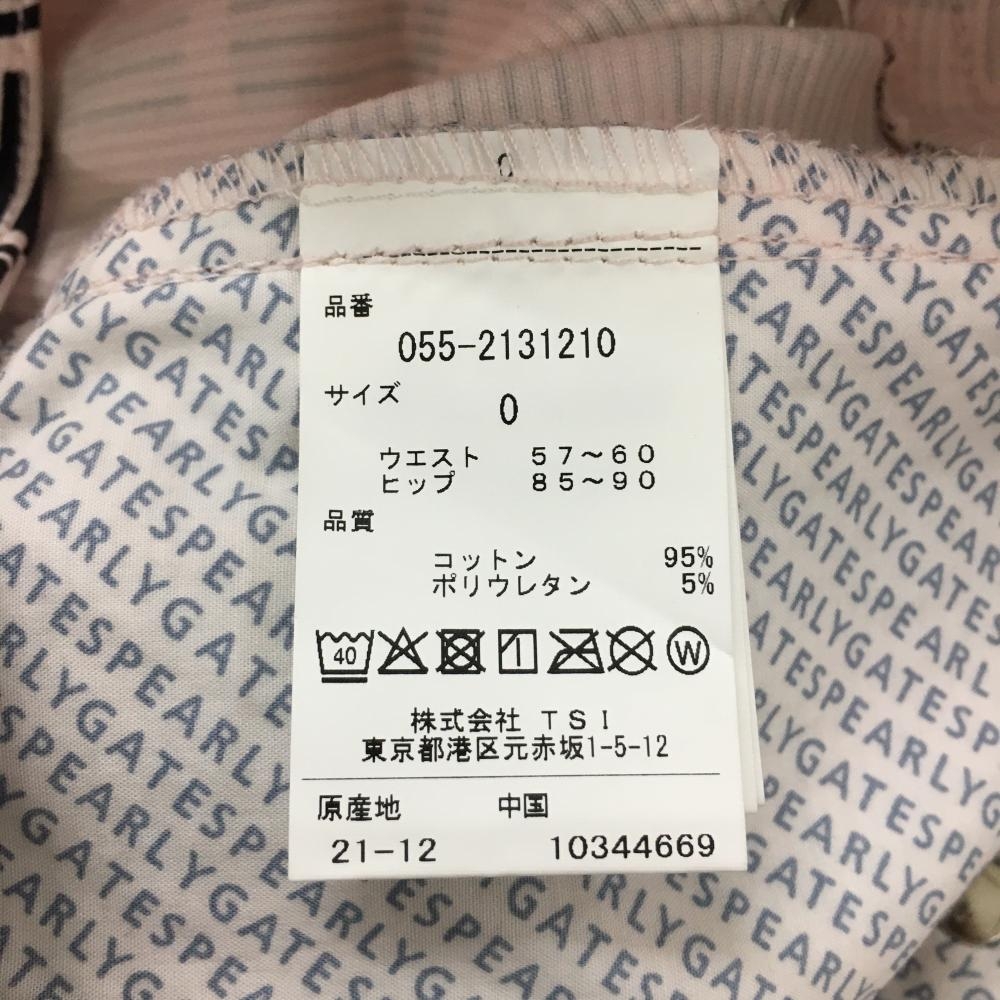 0
品番
055-2131210
サイズ
0
ウエスト 57~60
ヒップ 85~90
品質
コットン 95%
ポリウレタン 5%
40 W
株式会社 TSI
東京都港区元赤坂1-5-12
原産地 中国
21-12 10344669
PEARLYGATES